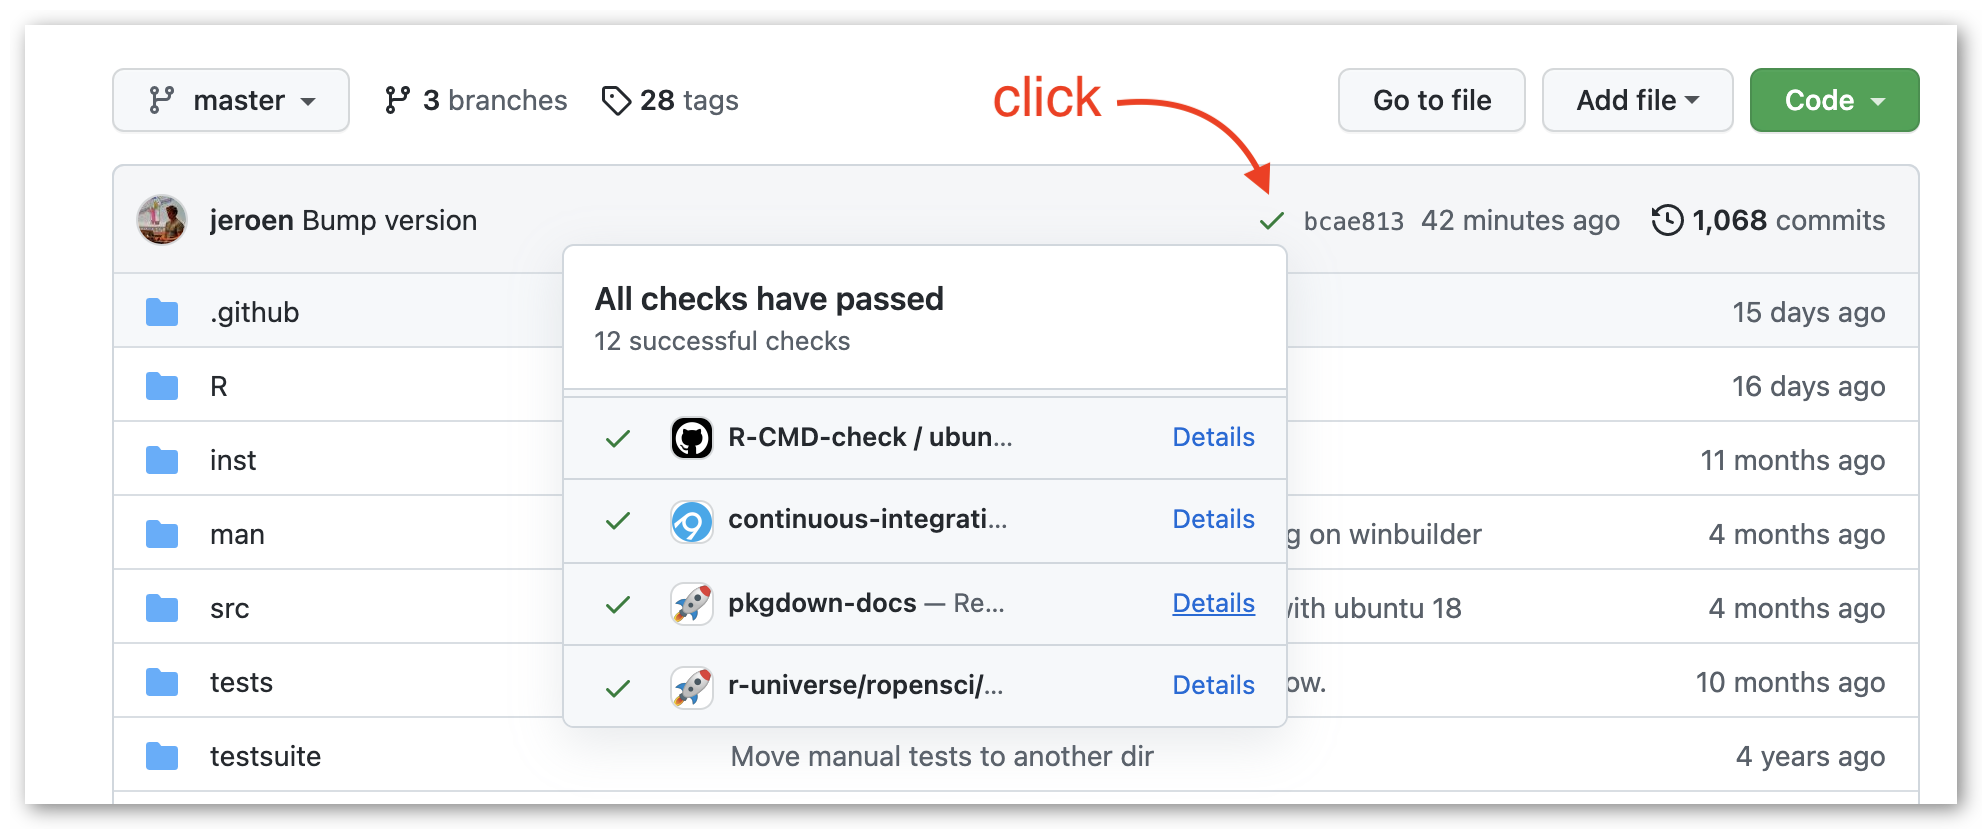 master 3 branches 28 tags click Go to file Add file Code
jeroen Bump version bcae813 42 minutes ago 1,068 commits
All checks have passed
12 successful checks
.github 15 days ago
R 16 days ago
R-CMD-check / ubun... Details
inst 11 months ago
continuous-integrati... Details
man on winbuilder 4 months ago
pkgdown-docs — Re... Details
src ubuntu 18 4 months ago
r-universe/ropensci/... Details
tests 10 months ago
testsuite Move manual tests to another dir 4 years ago